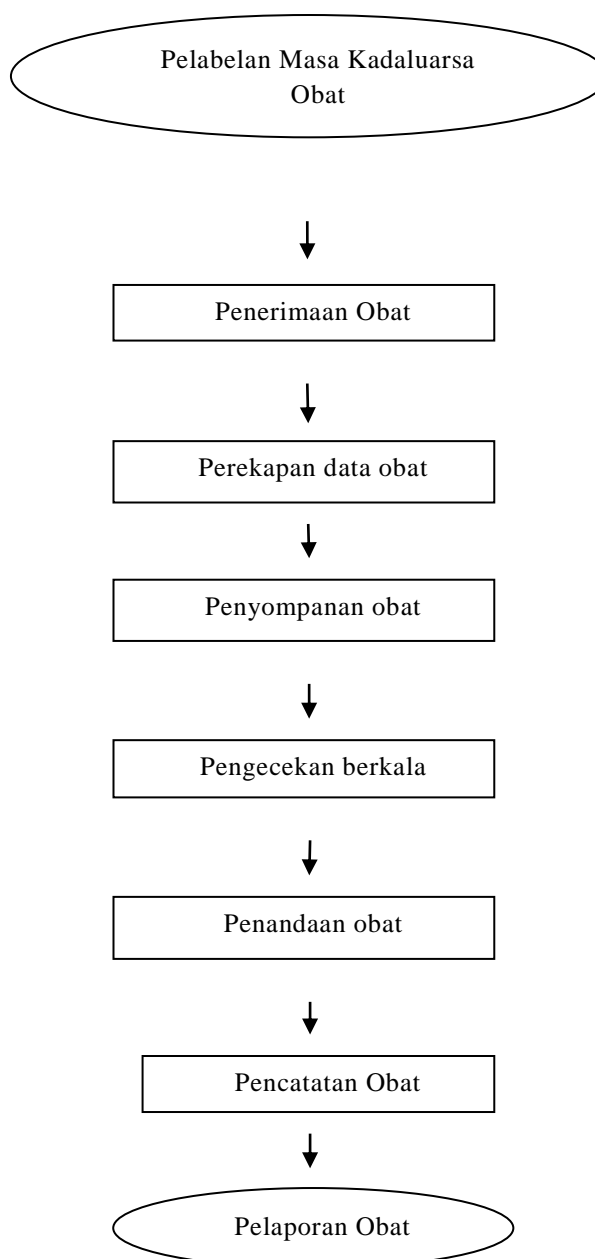 Pelabelan Masa Kadaluarsa
Obat
Penerimaan Obat
Perekapan data obat
Penyompanan obat
Pengecekan berkala
Penandaan obat
Pencatatan Obat
Pelaporan Obat